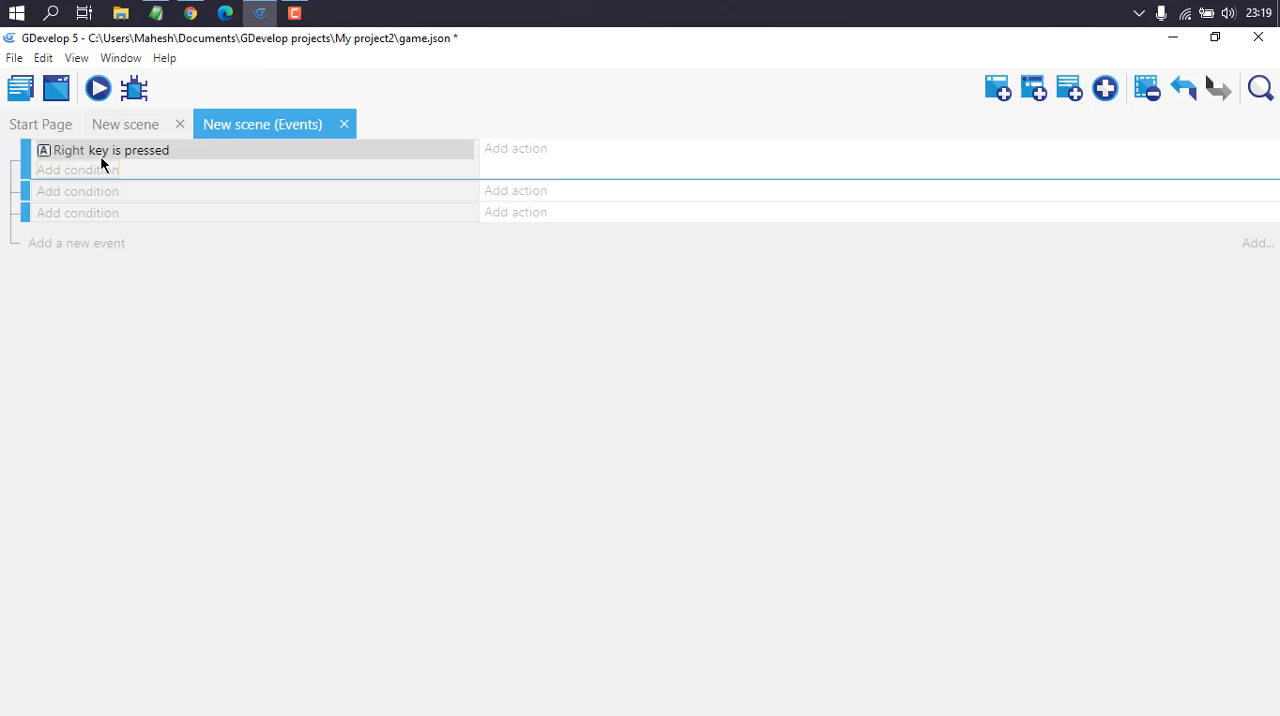 23:19
GDevelop 5 - C:\Users\Mahesh\Documents\GDevelop projects\My project2\game.json *
File Edit View Window Help
Start Page New scene New scene (Events)
A Right key is pressed Add action
Add condition
Add condition Add action
Add condition Add action
Add a new event Add...